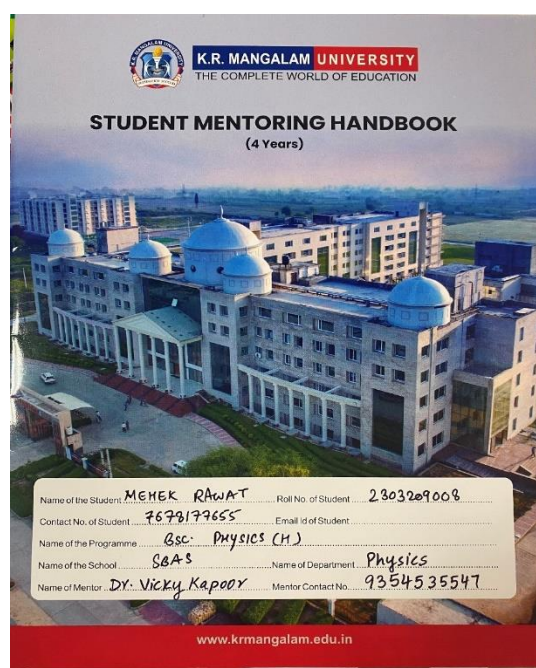 K.R. MANGALAM UNIVERSITY
THE COMPLETE WORLD OF EDUCATION
STUDENT MENTORING HANDBOOK
(4 Years)
Name of the Student MEHEK RAWAT Roll No. of Student 2303209008
Contact No. of Student 7678177655 Email Id of Student
Name of the Programme BSC. PHYSICS (H)
Name of the School SBAS Name of Department Physics
Name of Mentor Dr. Vicky Kapoor Mentor Contact No. 9354535547
www.krmangalam.edu.in